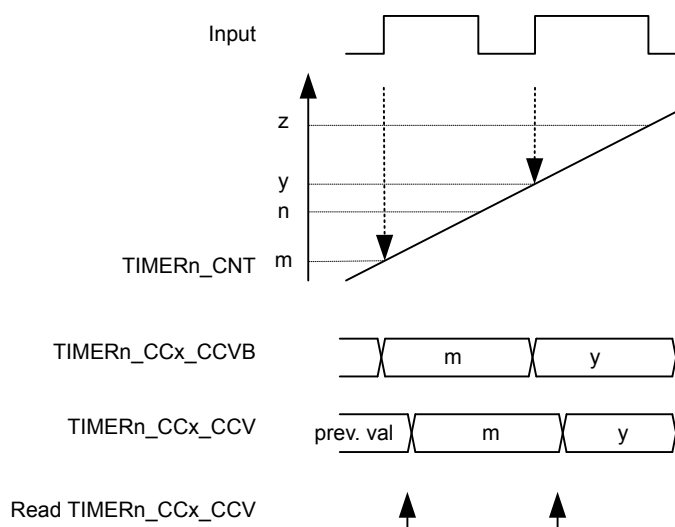 Input
z
y
n
TIMERn_CNT m
TIMERn_CCx_CCVB m y
TIMERn_CCx_CCV prev. val m y
Read TIMERn_CCx_CCV